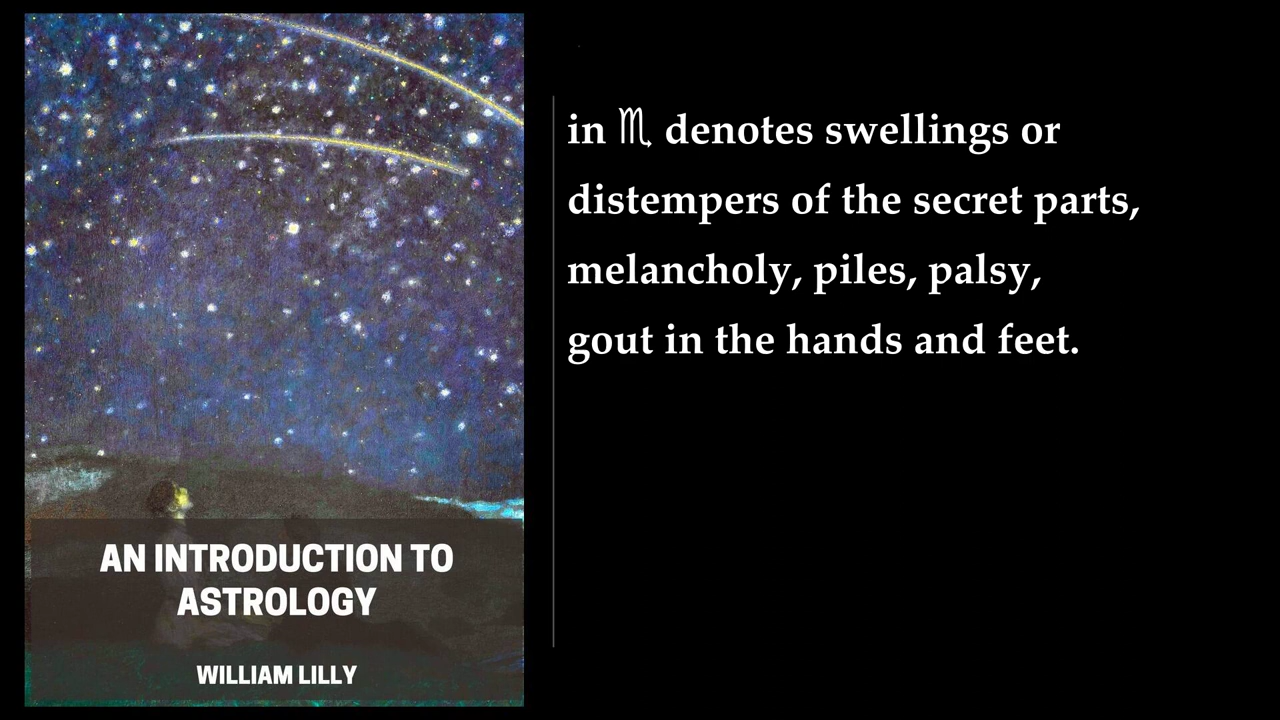 in ♏ denotes swellings or
distempers of the secret parts,
melancholy, piles, palsy,
gout in the hands and feet.
AN INTRODUCTION TO
ASTROLOGY
WILLIAM LILLY